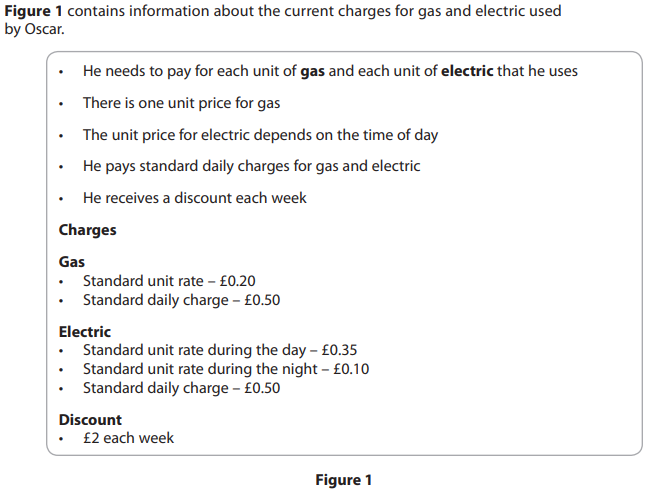 Figure 1 contains information about the current charges for gas and electric used
by Oscar.
• He needs to pay for each unit of gas and each unit of electric that he uses
• There is one unit price for gas
• The unit price for electric depends on the time of day
• He pays standard daily charges for gas and electric
• He receives a discount each week
Charges
Gas
• Standard unit rate – £0.20
• Standard daily charge – £0.50
Electric
• Standard unit rate during the day – £0.35
• Standard unit rate during the night – £0.10
• Standard daily charge – £0.50
Discount
• £2 each week
Figure 1